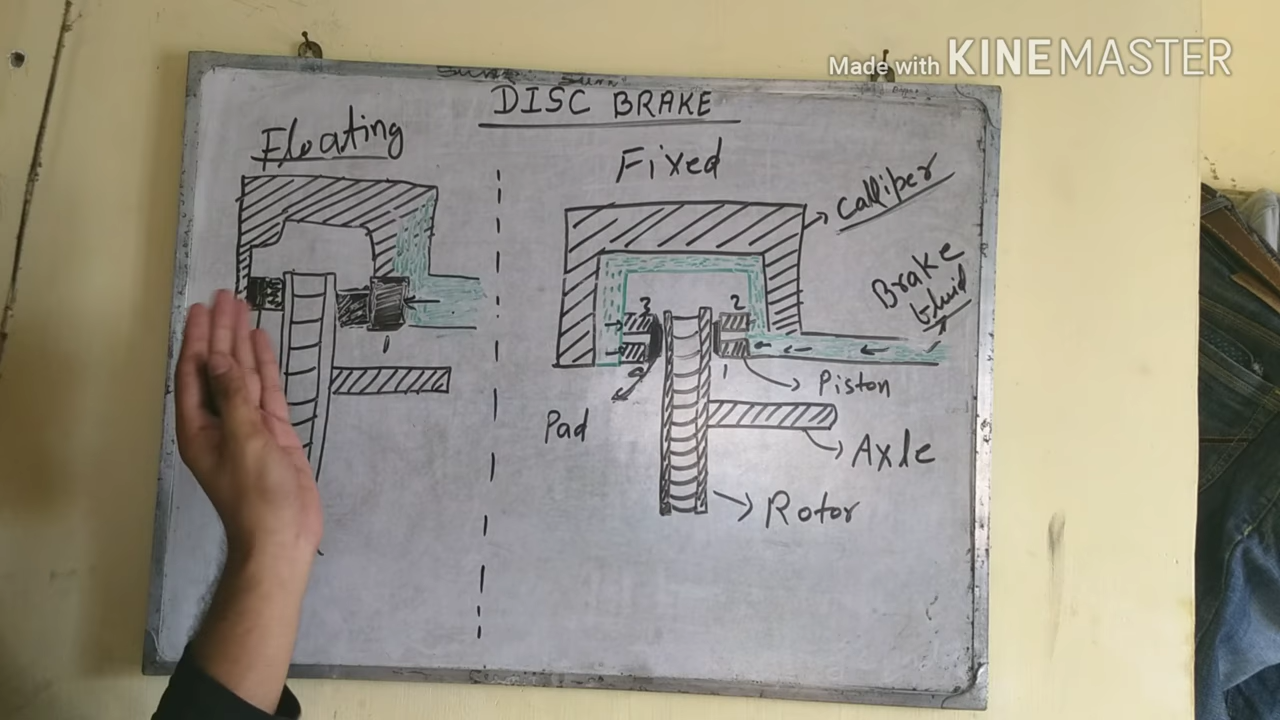 Made with KINEMASTER
DISC BRAKE
Floating
Fixed
Calliper
Brake
fluid
3
2
1
1
Piston
Pad
Axle
Rotor